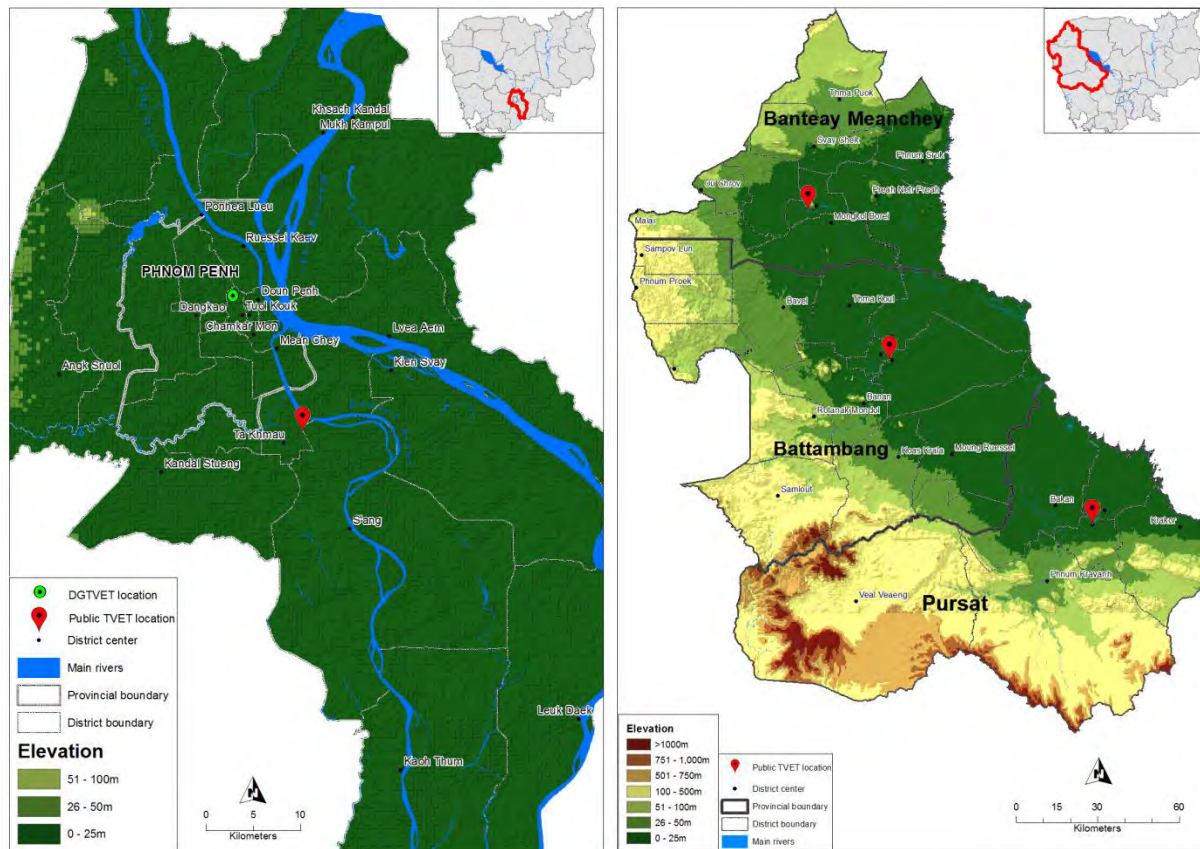 Khsach Kandal
Mukh Kampul
Ponhea Lueu
Ruessei Kaev
PHNOM PENH
Doun Penh
Dangkao
Tuol Kouk
Chamkar Mon
Mean Chey
Lvea Aem
Kien Svay
Angk Snuol
Ta Khmau
Kandal Stueng
S'ang
Leuk Daek
Kaoh Thum
DGTVET location
Public TVET location
District center
Main rivers
Provincial boundary
District boundary
Elevation
51 - 100m
26 - 50m
0 - 25m
N
0 5 10
Kilometers
Thma Puok
Banteay Meanchey
Svay Chek
Phnum Srok
Ou Chrov
Preah Netr Preah
Mongkol Borei
Malai
Sampov Lun
Phnum Proek
Bavel
Thma Koul
Banan
Rotanak Mondol
Battambang
Koas Krala
Moung Ruessei
Samlout
Bakan
Krakor
Phnum Kravanh
Veal Veaeng
Pursat
Elevation
>1000m
751 - 1,000m
501 - 750m
100 - 500m
51 - 100m
26 - 50m
0 - 25m
Public TVET location
District center
Provincial boundary
District boundary
Main rivers
N
0 15 30 60
Kilometers